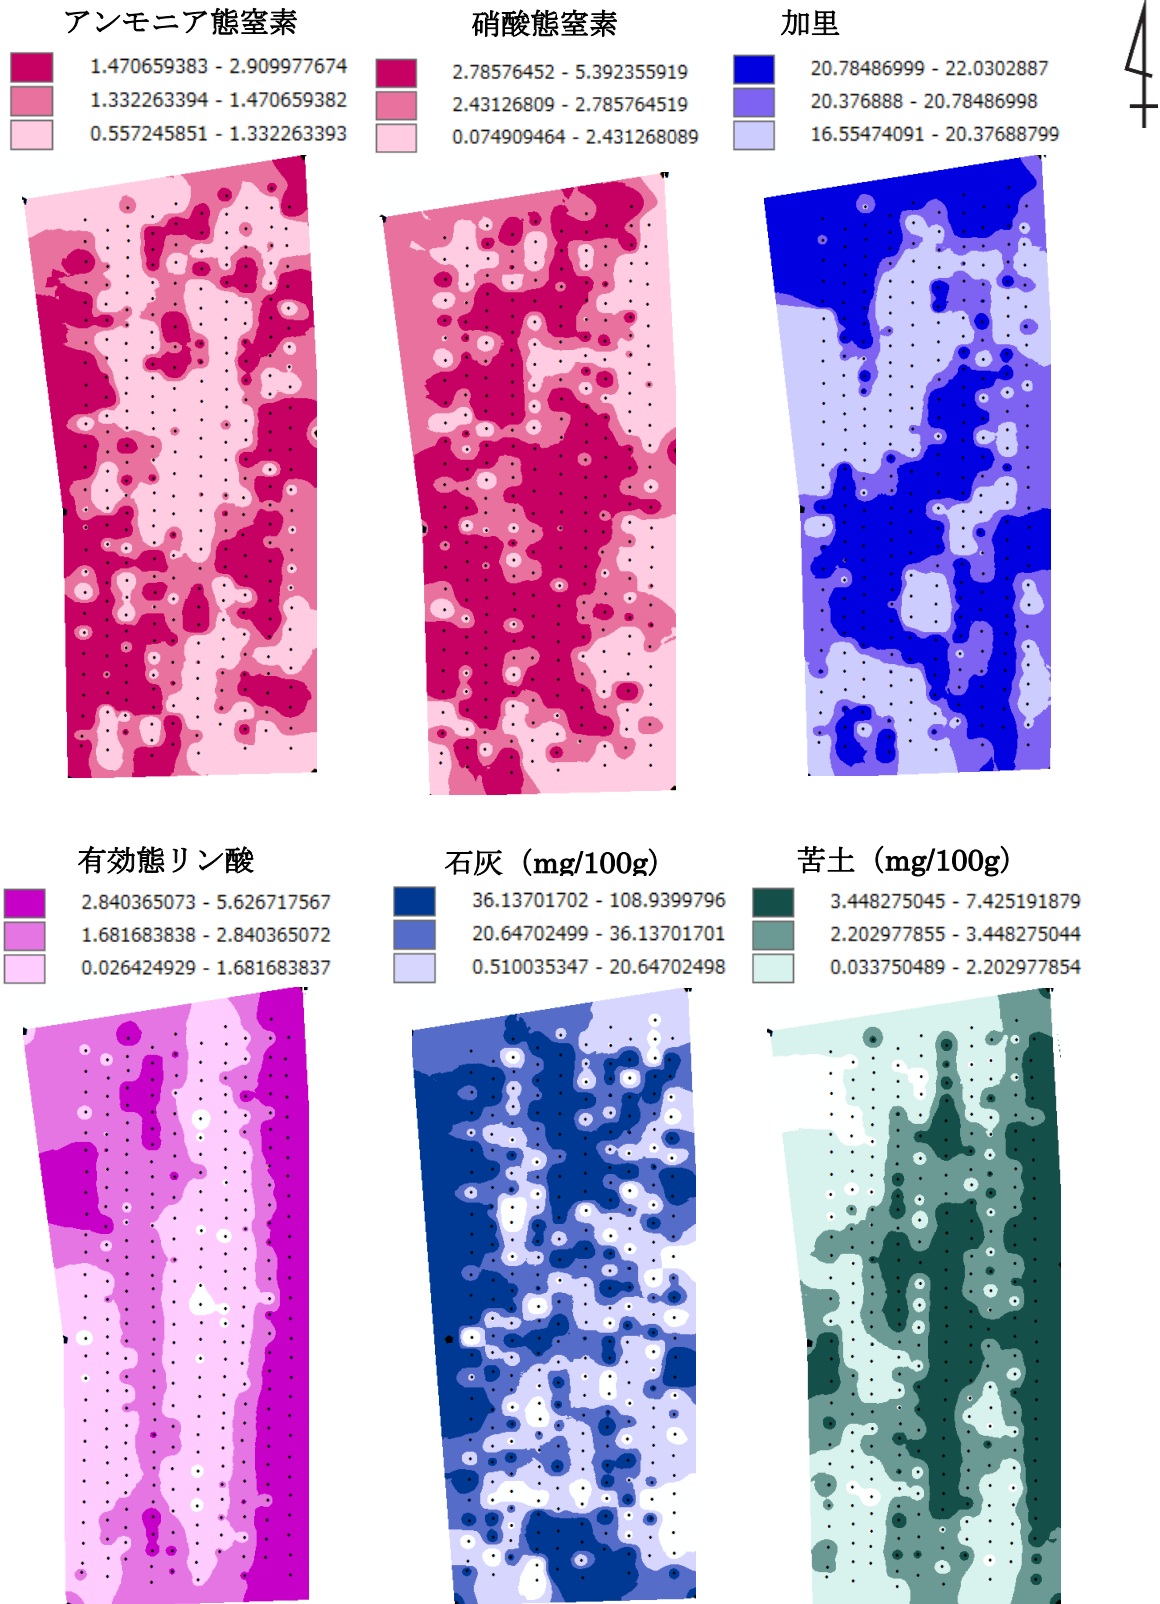 アンモニア態窒素
1.470659383 - 2.909977674
1.332263394 - 1.470659382
0.557245851 - 1.332263393
硝酸態窒素
2.78576452 - 5.392355919
2.43126809 - 2.785764519
0.074909464 - 2.431268089
加里
20.78486999 - 22.0302887
20.376888 - 20.78486998
16.55474091 - 20.37688799
有効態リン酸
2.840365073 - 5.626717567
1.681683838 - 2.840365072
0.026424929 - 1.681683837
石灰（mg/100g）
36.13701702 - 108.9399796
20.64702499 - 36.13701701
0.510035347 - 20.64702498
苦土（mg/100g）
3.448275045 - 7.425191879
2.202977855 - 3.448275044
0.033750489 - 2.202977854